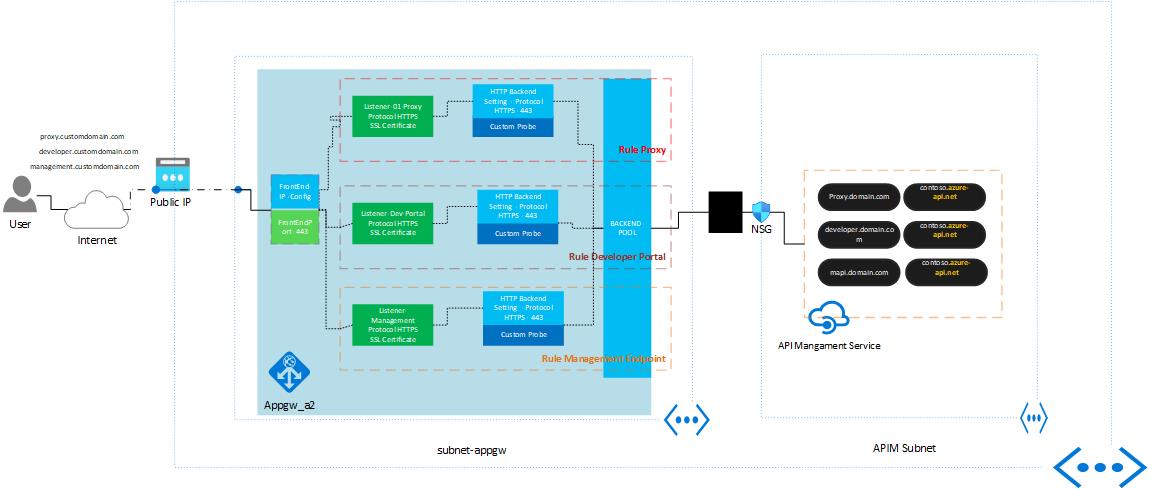 proxy.customdomain.com
developer.customdomain.com
management.customdomain.com
User
Internet
Public IP
FrontEnd
IP - Config
FrontEndP
ort - 443
Listener-01-Proxy
Protocol HTTPS
SSL Certificate
HTTP Backend
Setting - Protocol
HTTPS - 443
Custom Probe
Rule Proxy
Listener-Dev-Portal
Protocol HTTPS
SSL Certificate
HTTP Backend
Setting - Protocol
HTTPS - 443
Custom Probe
Rule Developer Portal
Listener
Management
Protocol HTTPS
SSL Certificate
HTTP Backend
Setting - Protocol
HTTPS - 443
Custom Probe
Rule Management Endpoint
BACKEND
POOL
Appgw_a2
subnet-appgw
NSG
Proxy.domain.com
contoso.azure-
api.net
developer.domain.co
m
contoso.azure-
api.net
mapi.domain.com
contoso.azure-
api.net
API Mangament Service
APIM Subnet